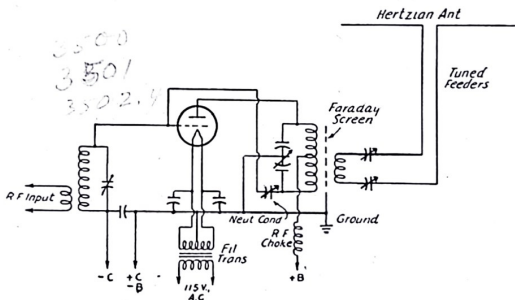 Hertzian Ant
3500
3501
3502.4
Tuned
Feeders
Faraday
Screen
RF Input
Neut Cond
Ground
RF
Choke
Fil
Trans
-C
+C
-B
115V.
A.C
+B